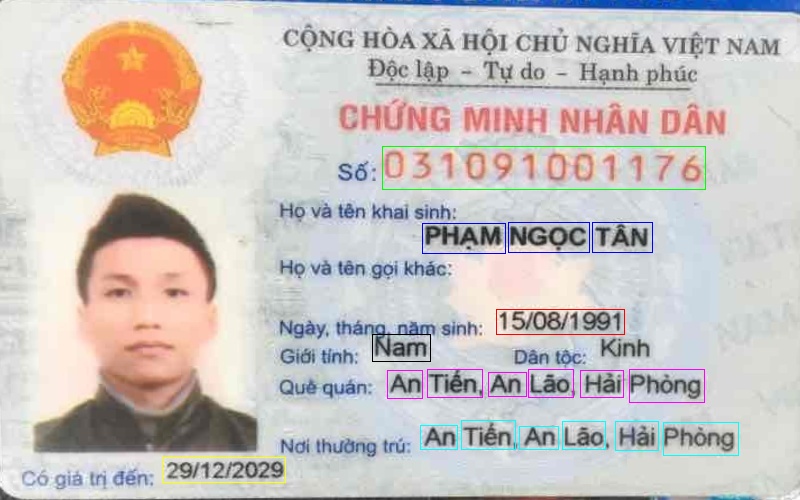 CỘNG HÒA XÃ HỘI CHỦ NGHĨA VIỆT NAM
Độc lập - Tự do - Hạnh phúc
CHỨNG MINH NHÂN DÂN
Số: 031091001176
Họ và tên khai sinh:
PHẠM NGỌC TÂN
Họ và tên gọi khác:
Ngày, tháng, năm sinh: 15/08/1991
Giới tính: Nam Dân tộc: Kinh
Quê quán: An Tiến, An Lão, Hải Phòng
Nơi thường trú: An Tiến, An Lão, Hải Phòng
Có giá trị đến: 29/12/2029